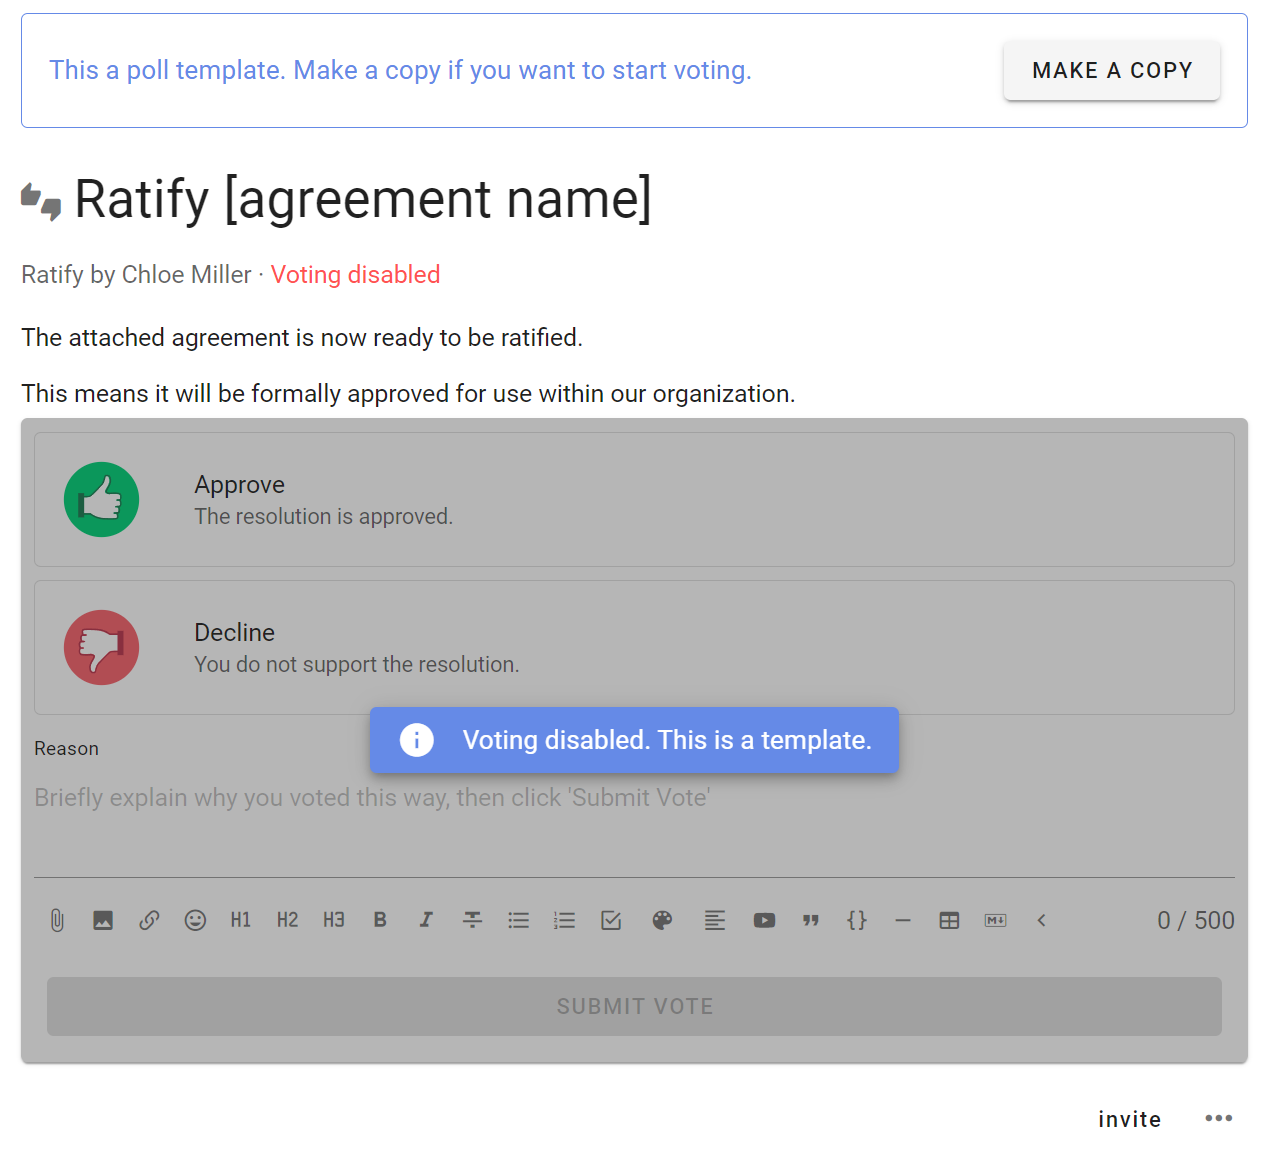 This a poll template. Make a copy if you want to start voting.
MAKE A COPY
Ratify [agreement name]
Ratify by Chloe Miller · Voting disabled
The attached agreement is now ready to be ratified.
This means it will be formally approved for use within our organization.
Approve
The resolution is approved.
Decline
You do not support the resolution.
Voting disabled. This is a template.
Reason
Briefly explain why you voted this way, then click 'Submit Vote'
H1 H2 H3 B I 0 / 500
SUBMIT VOTE
invite